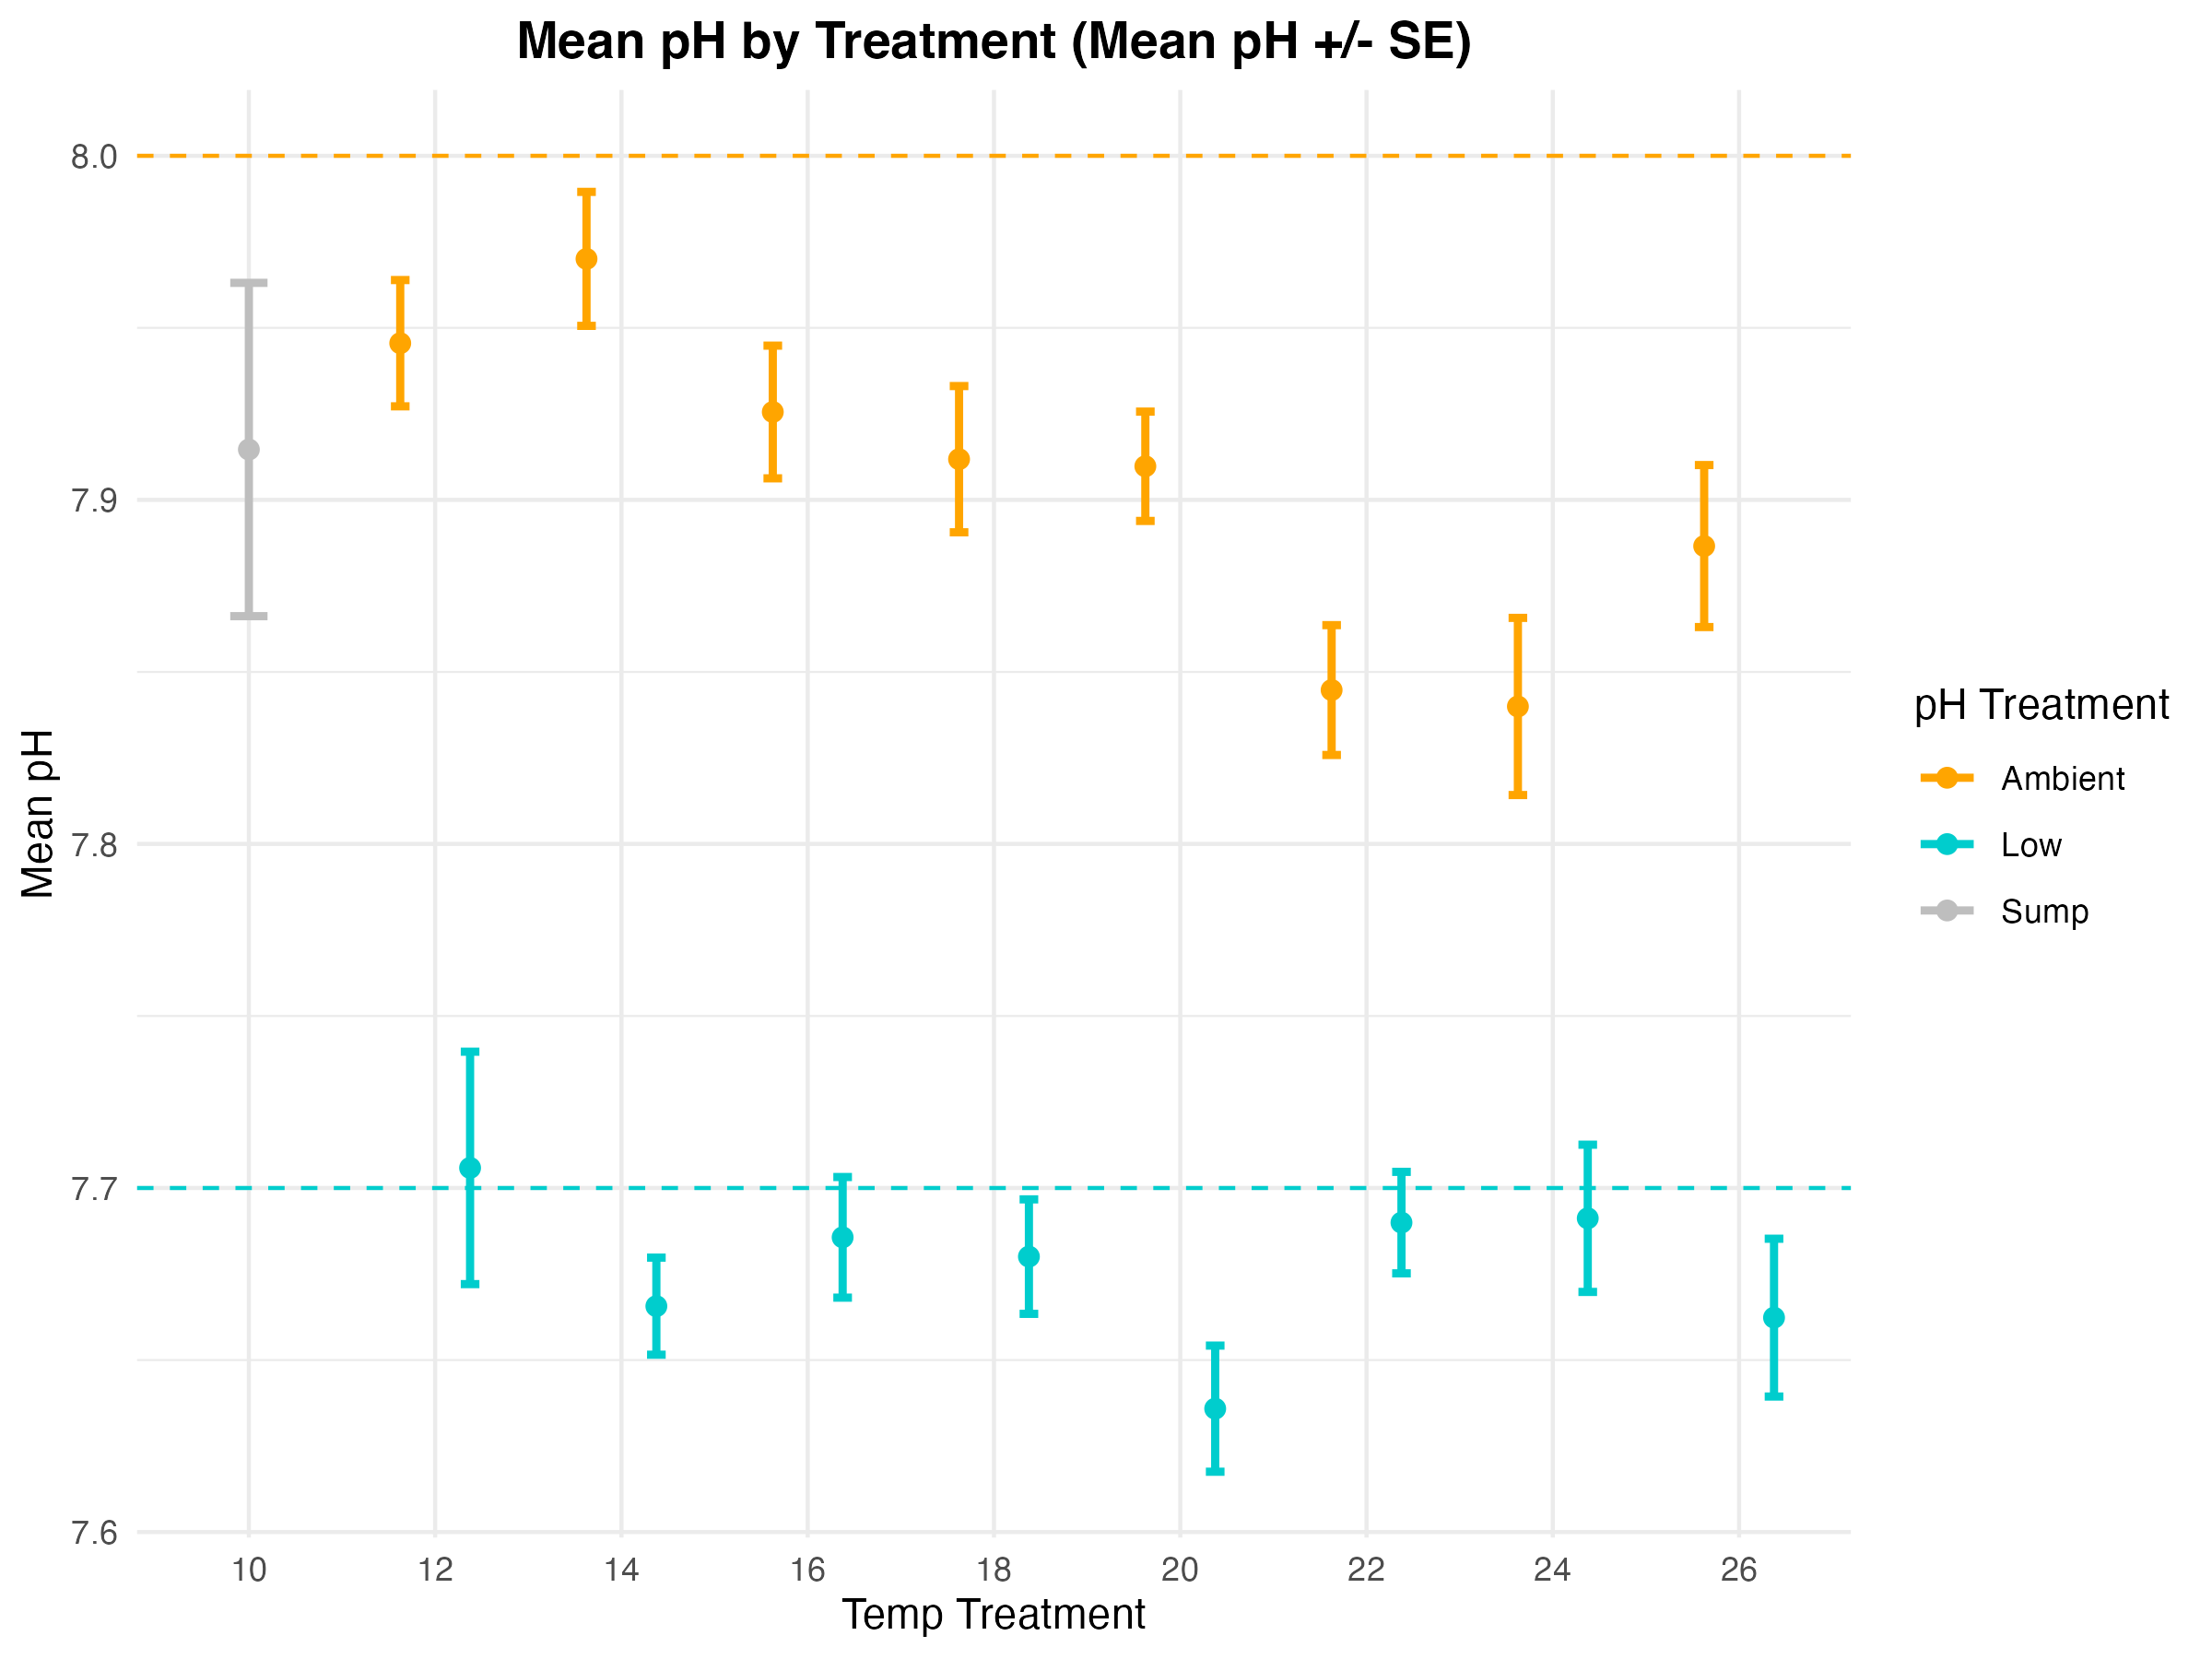 Mean pH by Treatment (Mean pH +/- SE)
8.0
7.9
7.8
7.7
7.6
Mean pH
10 12 14 16 18 20 22 24 26
Temp Treatment
pH Treatment
Ambient
Low
Sump